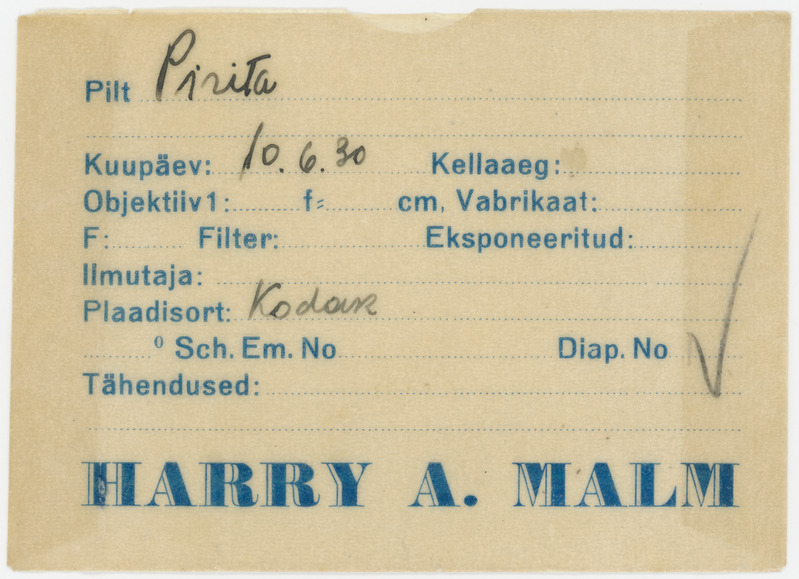 Pilt Pirita
Kuupäev: 10.6.30 Kellaaeg:
Objektiiv 1: f= cm, Vabrikaat:
F: Filter: Eksponeeritud:
Ilmutaja:
Plaadisort: Kodak
º Sch. Em. No Diap. No
Tähendused:
HARRY A. MALM